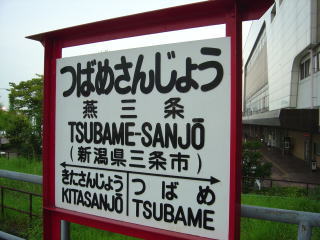 つばめさんじょう
燕三条
TSUBAME-SANJŌ
(新潟県三条市)
きたさんじょう つばめ
KITASANJŌ TSUBAME